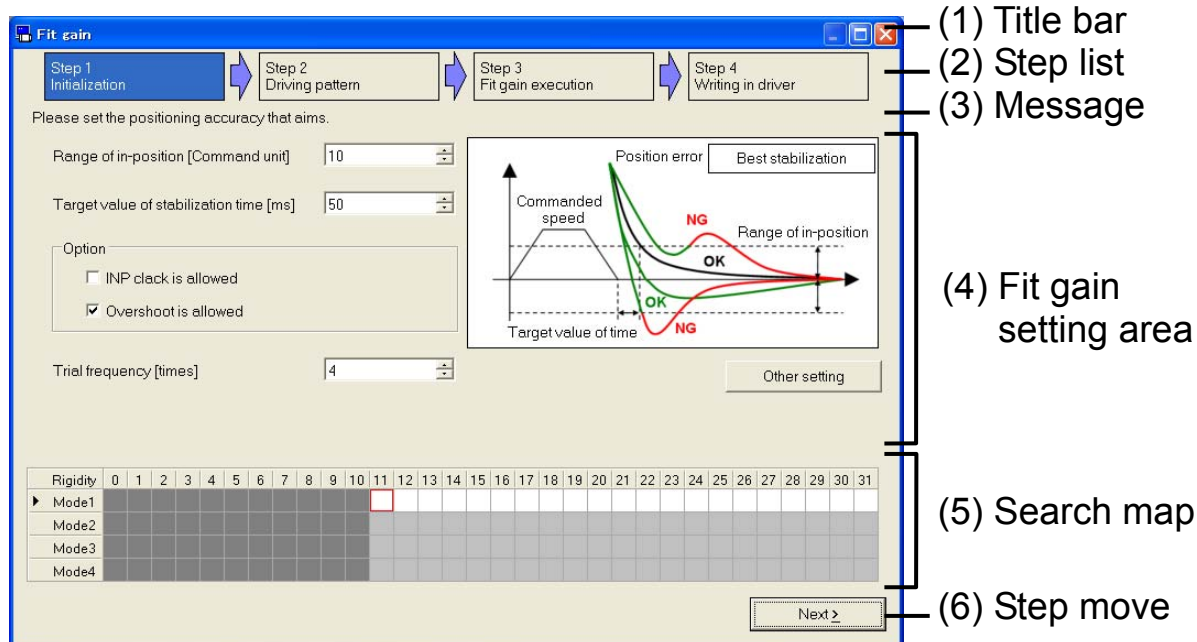 Fit gain
(1) Title bar
Step 1
Initialization
Step 2
Driving pattern
Step 3
Fit gain execution
Step 4
Writing in driver
(2) Step list
Please set the positioning accuracy that aims.
(3) Message
Range of in-position [Command unit]
10
Target value of stabilization time [ms]
50
Option
INP clack is allowed
Overshoot is allowed
Trial frequency [times]
4
Position error
Best stabilization
Commanded
speed
NG
Range of in-position
OK
OK
Target value of time
NG
Other setting
(4) Fit gain
setting area
Rigidity 0 1 2 3 4 5 6 7 8 9 10 11 12 13 14 15 16 17 18 19 20 21 22 23 24 25 26 27 28 29 30 31
Mode1
Mode2
Mode3
Mode4
(5) Search map
Next >
(6) Step move